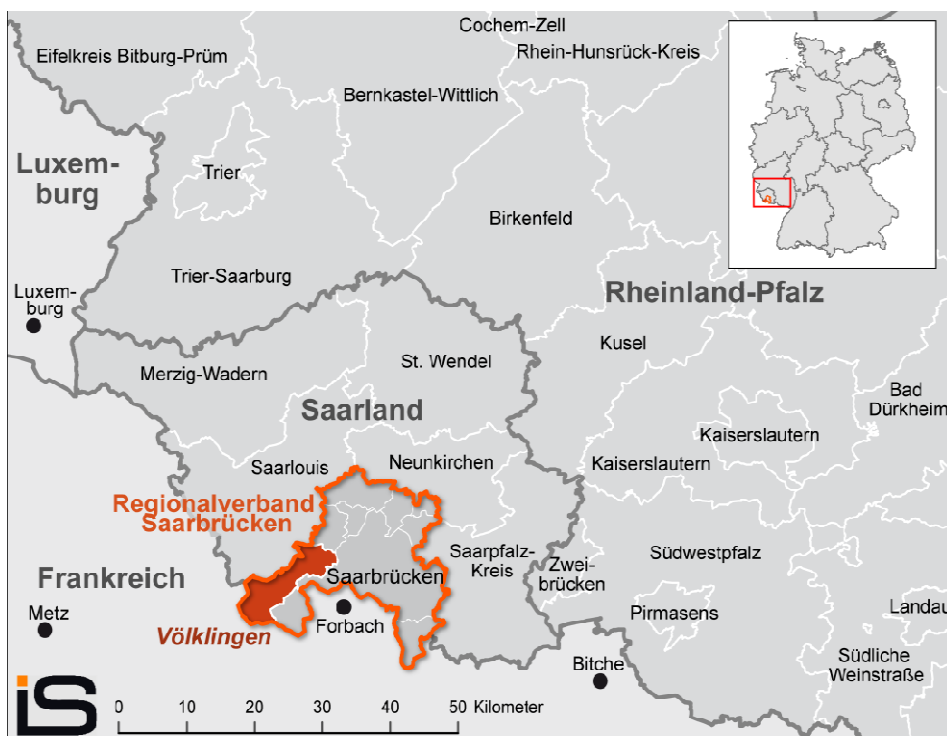 Cochem-Zell
Rhein-Hunsrück-Kreis
Eifelkreis Bitburg-Prüm
Bernkastel-Wittlich
Luxem-
burg
Trier
Birkenfeld
Trier-Saarburg
Luxem-
burg
Rheinland-Pfalz
Kusel
St. Wendel
Merzig-Wadern
Bad
Dürkheim
Saarland
Kaiserslautern
Neunkirchen
Kaiserslautern
Saarlouis
Regionalverband
Saarbrücken
Saarpfalz-
Kreis
Südwestpfalz
Zwei-
brücken
Saarbrücken
Frankreich
Metz
Forbach
Pirmasens
Landau
Völklingen
Bitche
Südliche
Weinstraße
iS
0 10 20 30 40 50 Kilometer